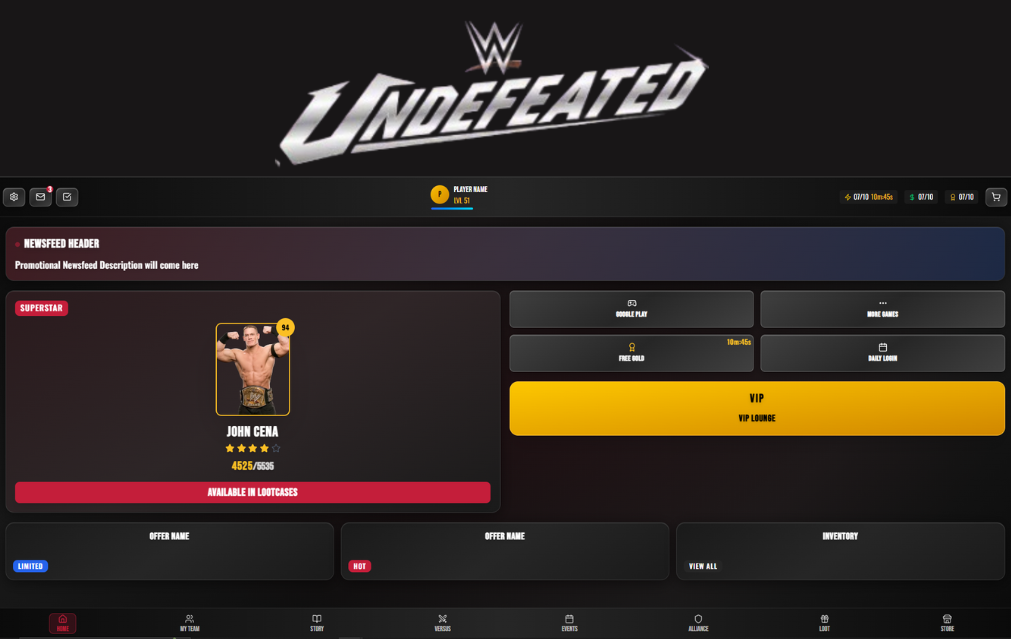 W
UNDEFEATED
3
P
PLAYER NAME
LVL 51
07/10 10m:45s
$ 07/10
07/10
NEWSFEED HEADER
Promotional Newsfeed Description will come here
SUPERSTAR
94
JOHN CENA
4525/5535
AVAILABLE IN LOOTCASES
GOOGLE PLAY
MORE GAMES
10m:45s
FREE GOLD
DAILY LOGIN
VIP
VIP LOUNGE
OFFER NAME
LIMITED
OFFER NAME
HOT
INVENTORY
VIEW ALL
HOME
MY TEAM
STORY
VERSUS
EVENTS
ALLIANCE
LOOT
STORE